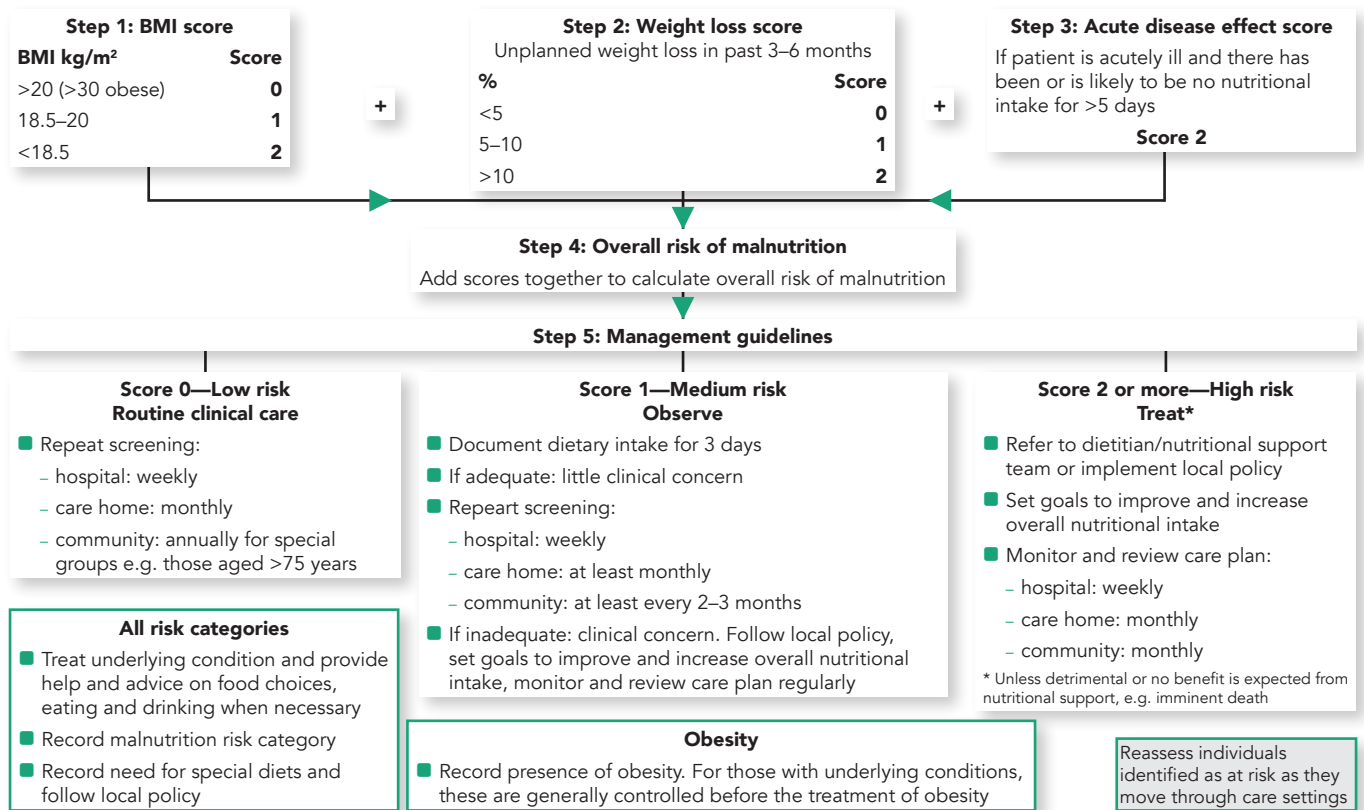 Step 1: BMI score
BMI kg/m² Score
>20 (>30 obese) 0
18.5–20 1
<18.5 2
+
Step 2: Weight loss score
Unplanned weight loss in past 3–6 months
% Score
<5 0
5–10 1
>10 2
+
Step 3: Acute disease effect score
If patient is acutely ill and there has
been or is likely to be no nutritional
intake for >5 days
Score 2
Step 4: Overall risk of malnutrition
Add scores together to calculate overall risk of malnutrition
Step 5: Management guidelines
Score 0—Low risk
Routine clinical care
Repeat screening:
– hospital: weekly
– care home: monthly
– community: annually for special
groups e.g. those aged >75 years
Score 1—Medium risk
Observe
Document dietary intake for 3 days
If adequate: little clinical concern
Repeart screening:
– hospital: weekly
– care home: at least monthly
– community: at least every 2–3 months
If inadequate: clinical concern. Follow local policy,
set goals to improve and increase overall nutritional
intake, monitor and review care plan regularly
Score 2 or more—High risk
Treat*
Refer to dietitian/nutritional support
team or implement local policy
Set goals to improve and increase
overall nutritional intake
Monitor and review care plan:
– hospital: weekly
– care home: monthly
– community: monthly
* Unless detrimental or no benefit is expected from
nutritional support, e.g. imminent death
All risk categories
Treat underlying condition and provide
help and advice on food choices,
eating and drinking when necessary
Record malnutrition risk category
Record need for special diets and
follow local policy
Obesity
Record presence of obesity. For those with underlying conditions,
these are generally controlled before the treatment of obesity
Reassess individuals
identified as at risk as they
move through care settings